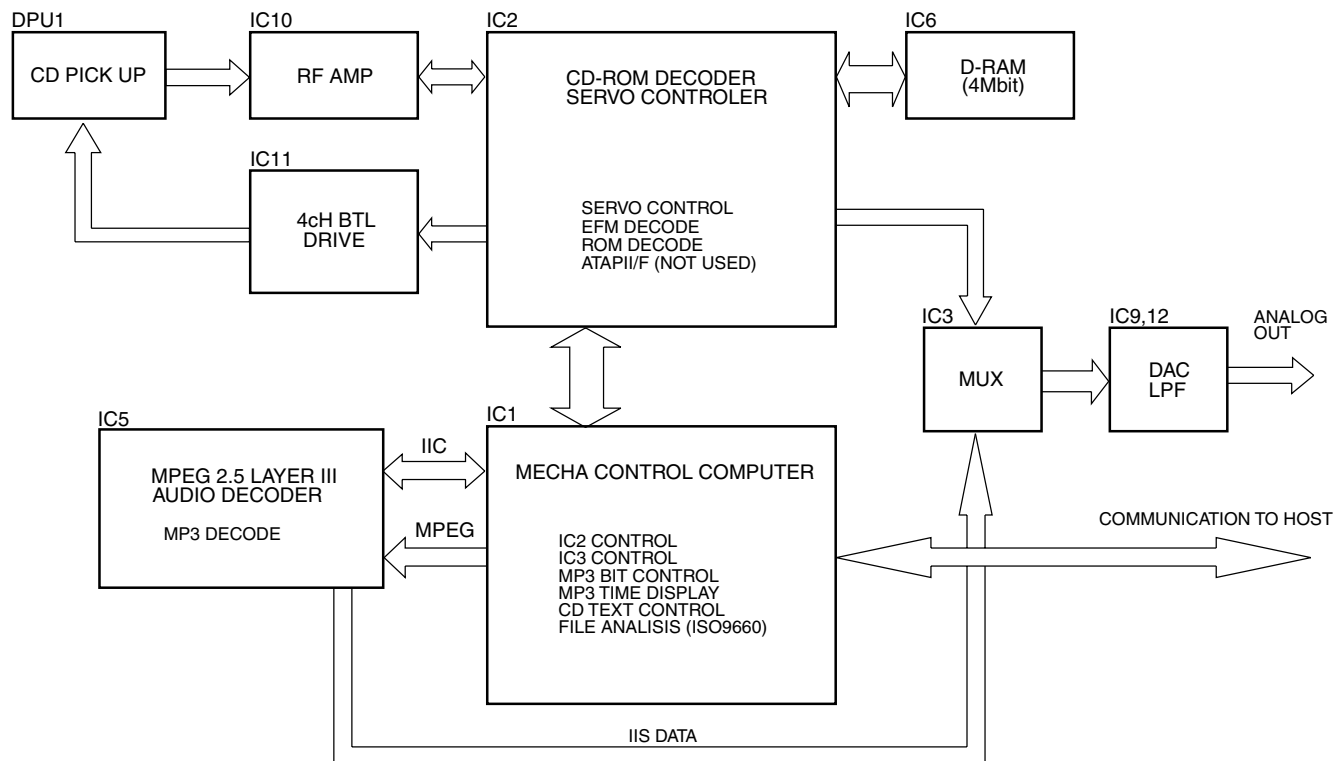 DPU1
CD PICK UP
IC10
RF AMP
IC2
CD-ROM DECODER
SERVO CONTROLER
SERVO CONTROL
EFM DECODE
ROM DECODE
ATAPII/F (NOT USED)
IC6
D-RAM
(4Mbit)
IC11
4cH BTL
DRIVE
IC3
MUX
IC9,12
DAC
LPF
ANALOG
OUT
IC5
MPEG 2.5 LAYER III
AUDIO DECODER
MP3 DECODE
IIC
MPEG
IC1
MECHA CONTROL COMPUTER
IC2 CONTROL
IC3 CONTROL
MP3 BIT CONTROL
MP3 TIME DISPLAY
CD TEXT CONTROL
FILE ANALISIS (ISO9660)
COMMUNICATION TO HOST
IIS DATA